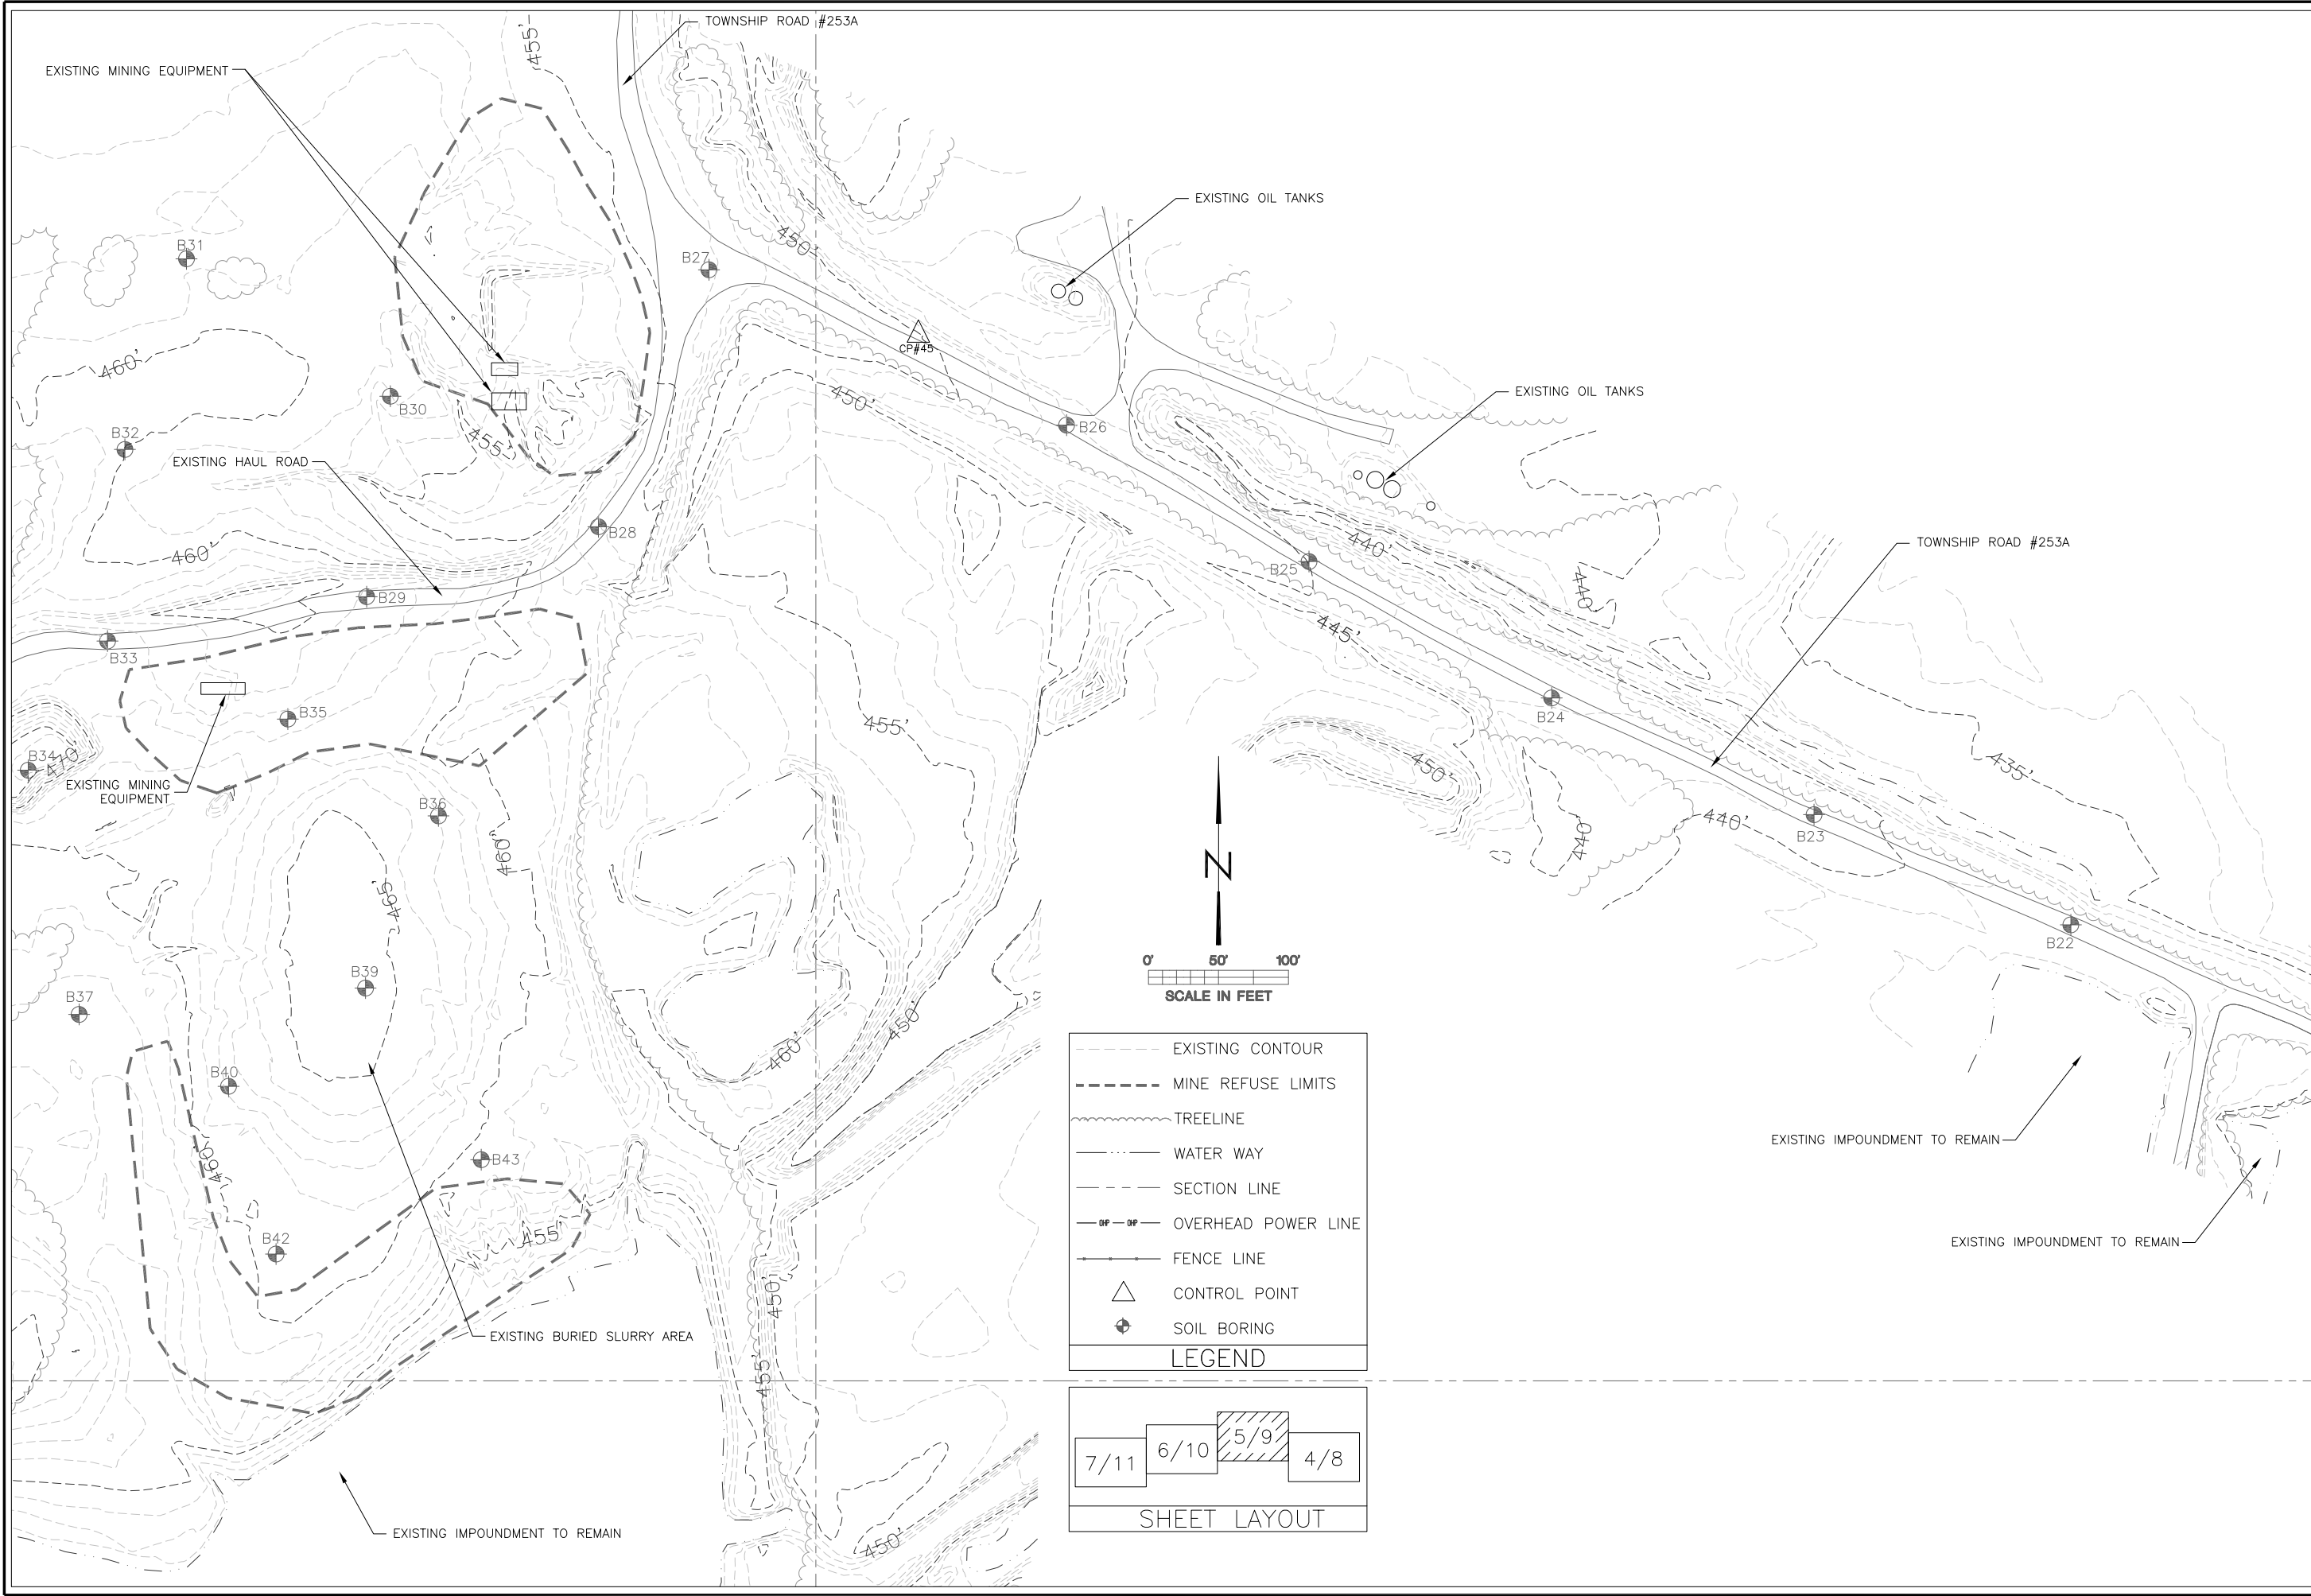 TOWNSHIP ROAD #253A
455'
EXISTING MINING EQUIPMENT
EXISTING OIL TANKS
B31
B27
450'
CP#45
460'
B30
450'
EXISTING OIL TANKS
B26
B32
455'
EXISTING HAUL ROAD
B28
440'
TOWNSHIP ROAD #253A
460'
B25
440'
B29
445'
B33
B35
B24
455'
B34
470'
450'
435'
EXISTING MINING
EQUIPMENT
B36
440'
B23
440'
460'
465'
B22
B39
0' 50' 100'
SCALE IN FEET
N
B37
450'
460'
B40
EXISTING CONTOUR
MINE REFUSE LIMITS
TREELINE
WATER WAY
SECTION LINE
OHP OHP OVERHEAD POWER LINE
FENCE LINE
CONTROL POINT
SOIL BORING
LEGEND
EXISTING IMPOUNDMENT TO REMAIN
460'
B43
455'
B42
EXISTING IMPOUNDMENT TO REMAIN
450'
EXISTING BURIED SLURRY AREA
455'
7/11 6/10 5/9 4/8
SHEET LAYOUT
EXISTING IMPOUNDMENT TO REMAIN
450'